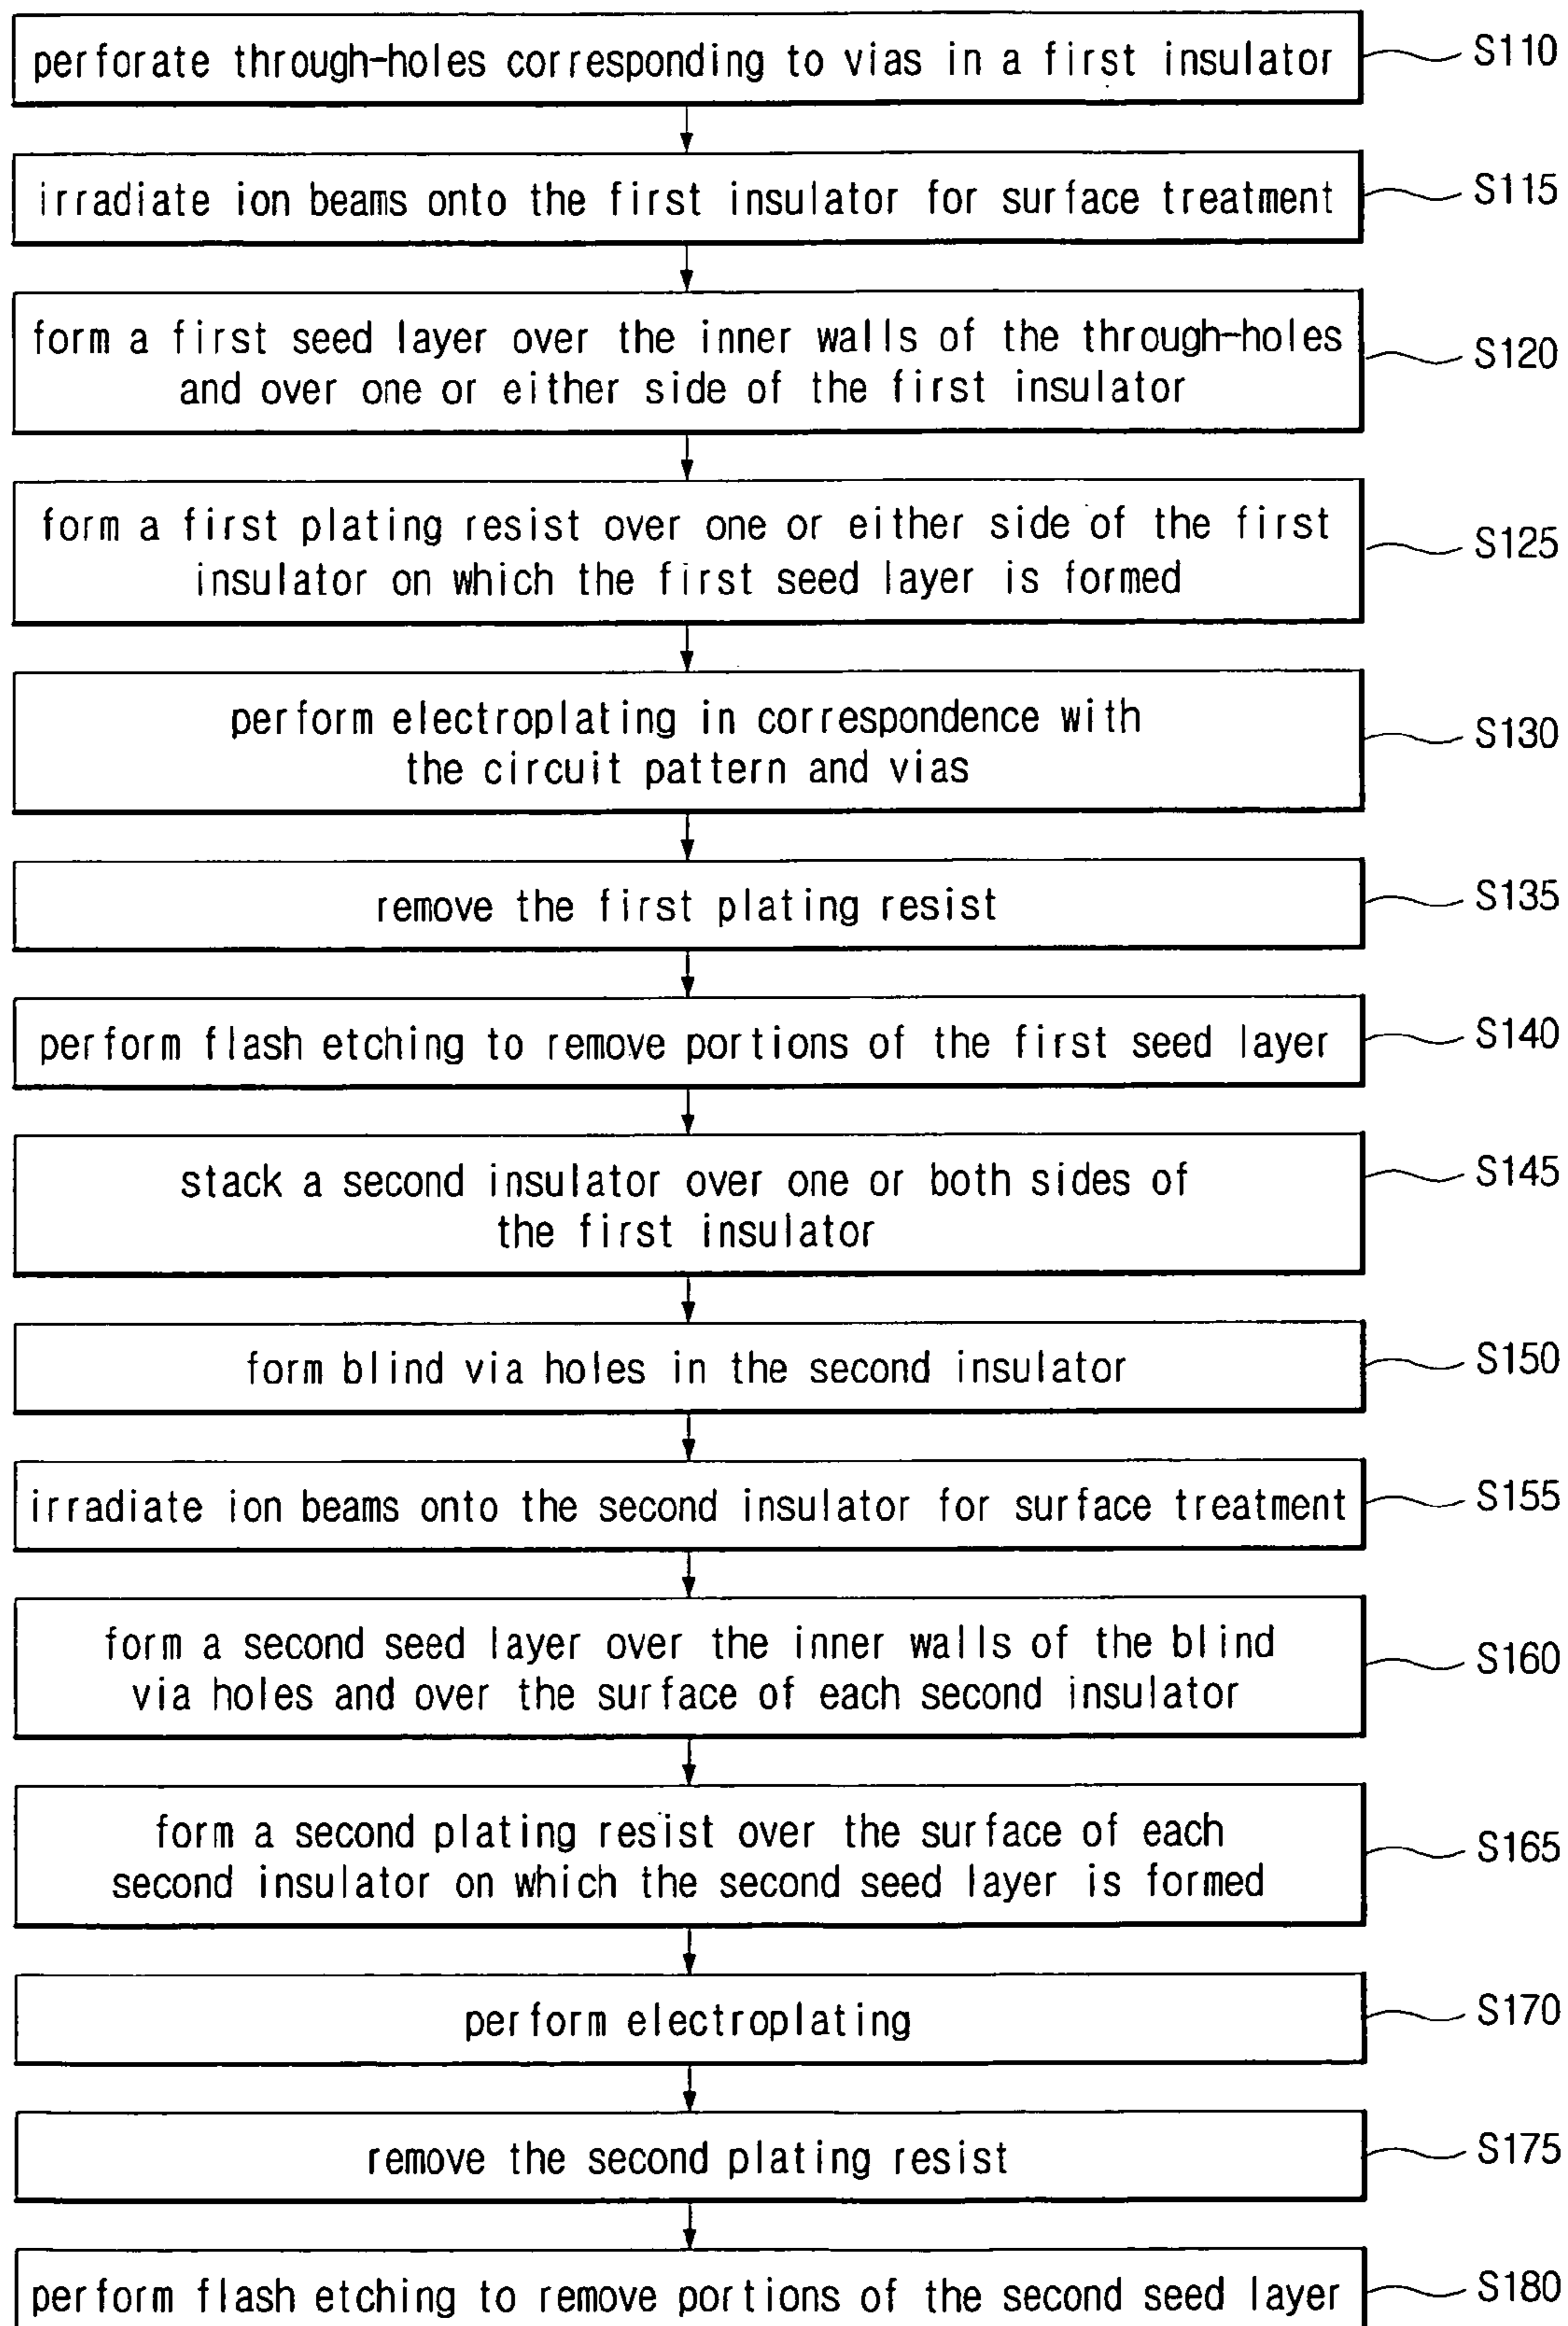 perforate through-holes corresponding to vias in a first insulator
S110
irradiate ion beams onto the first insulator for surface treatment
S115
form a first seed layer over the inner walls of the through-holes
and over one or either side of the first insulator
S120
form a first plating resist over one or either side of the first
insulator on which the first seed layer is formed
S125
perform electroplating in correspondence with
the circuit pattern and vias
S130
remove the first plating resist
S135
perform flash etching to remove portions of the first seed layer
S140
stack a second insulator over one or both sides of
the first insulator
S145
form blind via holes in the second insulator
S150
irradiate ion beams onto the second insulator for surface treatment
S155
form a second seed layer over the inner walls of the blind
via holes and over the surface of each second insulator
S160
form a second plating resist over the surface of each
second insulator on which the second seed layer is formed
S165
perform electroplating
S170
remove the second plating resist
S175
perform flash etching to remove portions of the second seed layer
S180